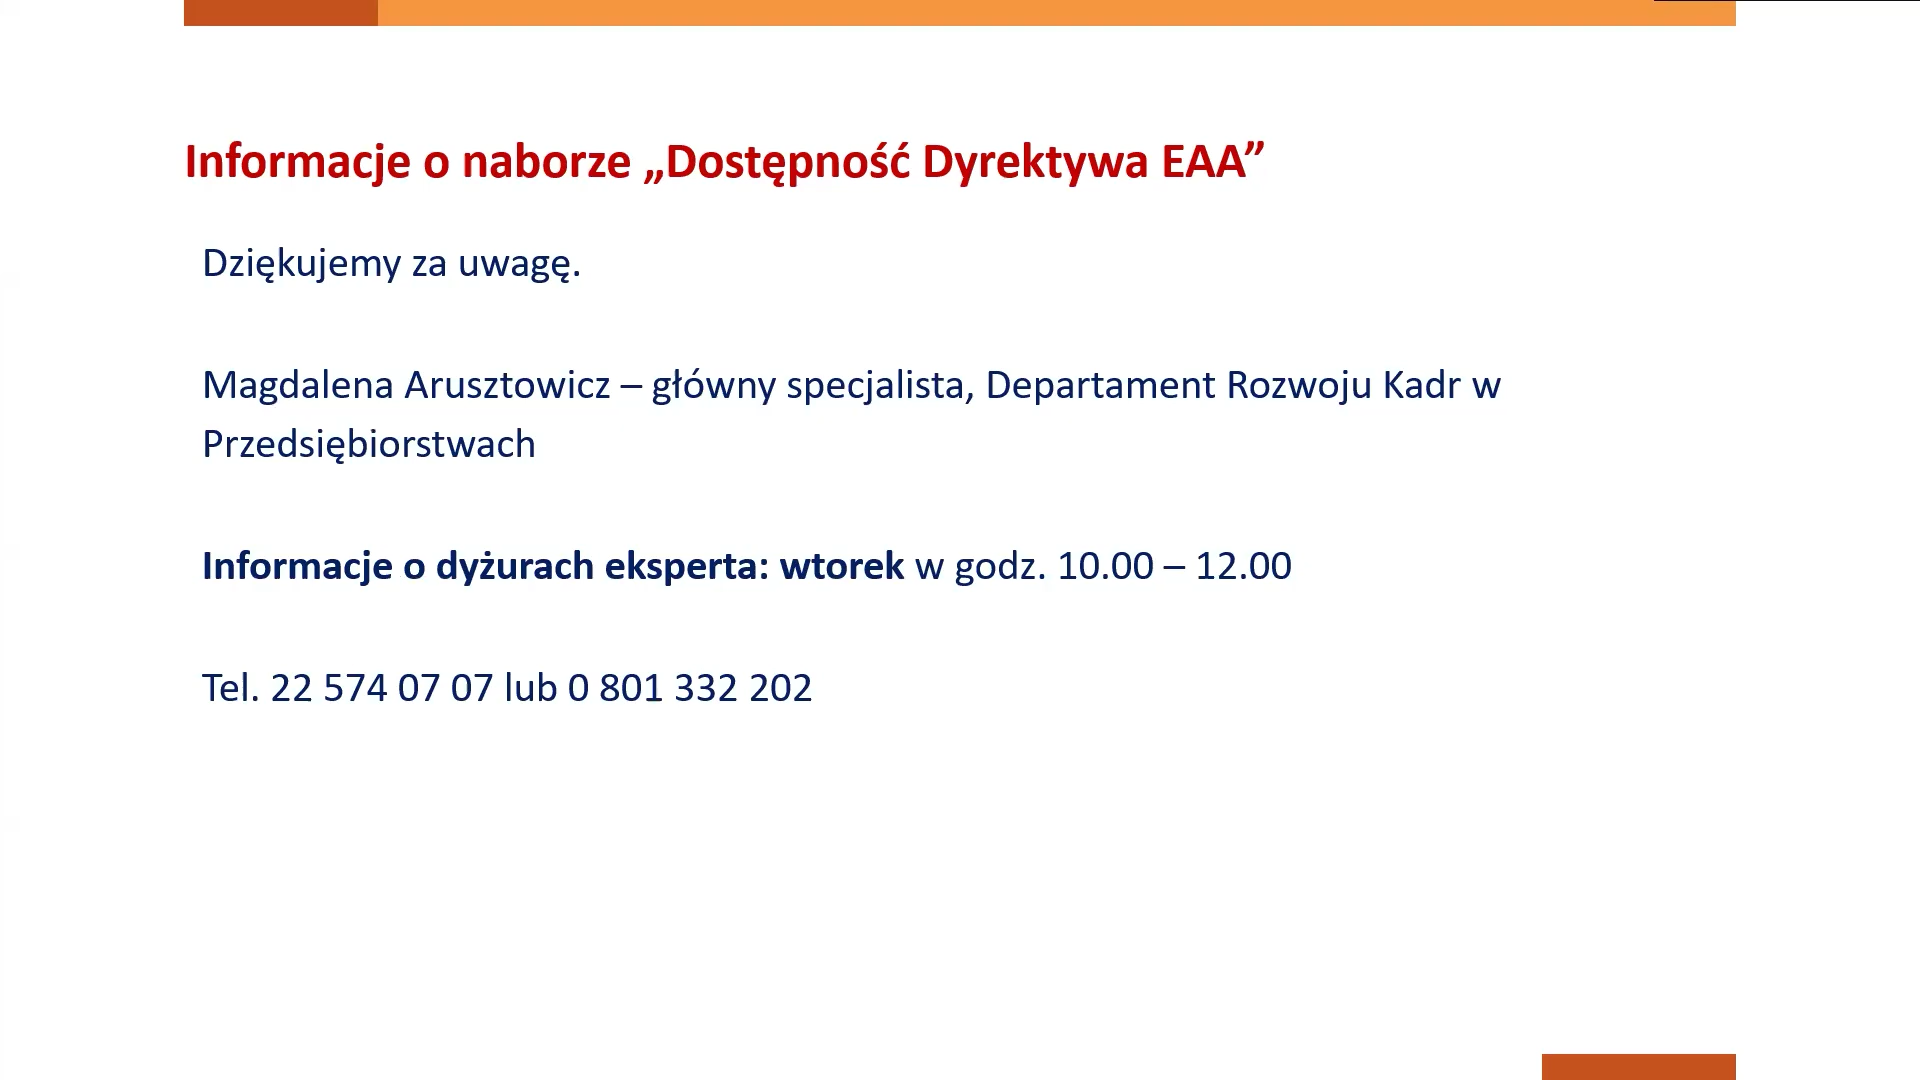 Informacje o naborze „Dostępność Dyrektywa EAA”
Dziękujemy za uwagę.
Magdalena Arusztowicz – główny specjalista, Departament Rozwoju Kadr w
Przedsiębiorstwach
Informacje o dyżurach eksperta: wtorek w godz. 10.00 – 12.00
Tel. 22 574 07 07 lub 0 801 332 202